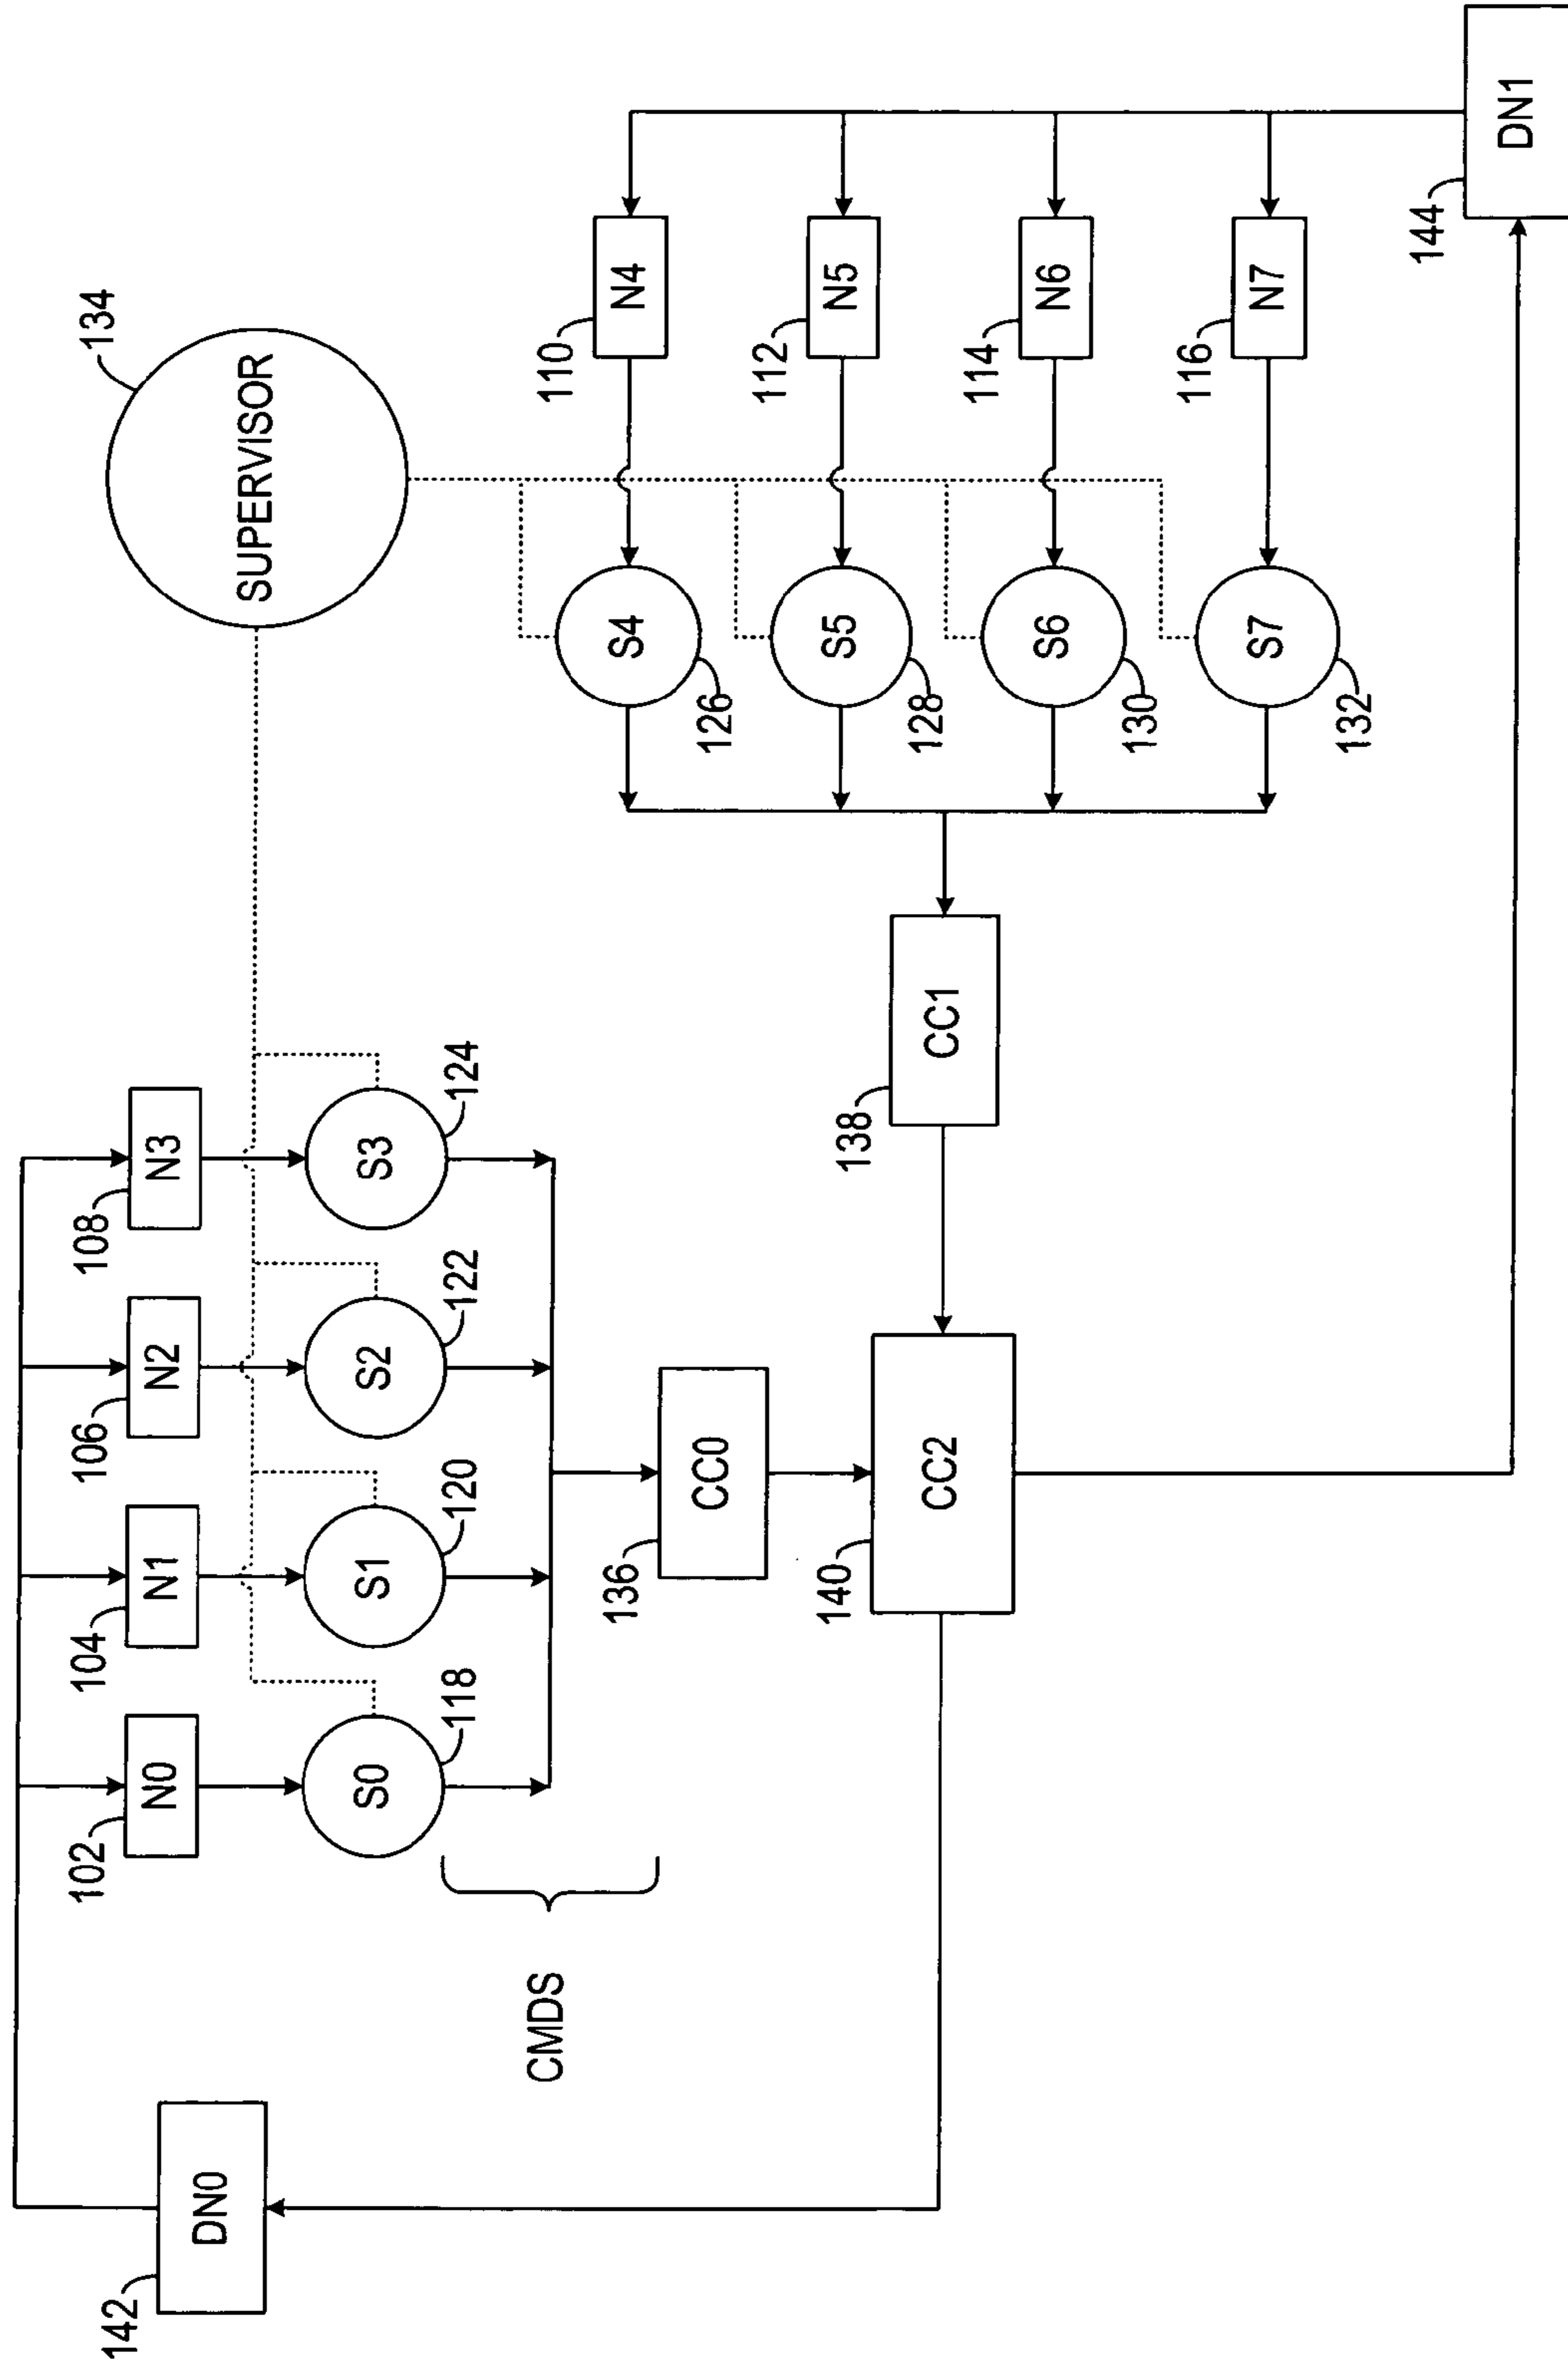 142
DN0
102
N0
104
N1
106
N2
108
N3
134
SUPERVISOR
S0
118
S1
120
S2
122
S3
124
CMDS
136
CC0
140
CC2
138
CC1
110
N4
S4
126
112
N5
S5
128
114
N6
S6
130
116
N7
S7
132
144
DN1